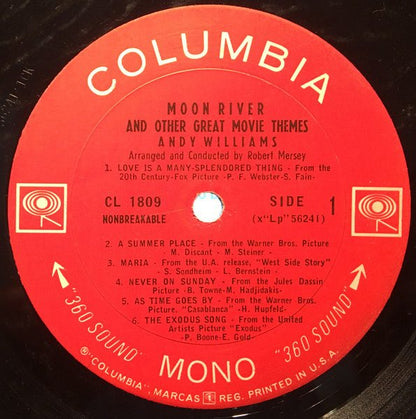 COLUMBIA
MOON RIVER
AND OTHER GREAT MOVIE THEMES
ANDY WILLIAMS
Arranged and Conducted by Robert Mersey
1. LOVE IS A MANY-SPLENDORED THING - From the
20th Century-Fox Picture - P. F. Webster-S. Fain-
CL 1809
NONBREAKABLE
SIDE 1
(x"Lp" 56241)
2. A SUMMER PLACE - From the Warner Bros. Picture
- M. Discant - M. Steiner -
3. MARIA - From the U.A. release, "West Side Story"
- S. Sondheim - L. Bernstein -
4. NEVER ON SUNDAY - From the Jules Dassin
Picture - B. Towne-M. Hadjidakis-
5. AS TIME GOES BY - From the Warner Bros.
Picture, "Casablanca" -H. Hupfeld-
6. THE EXODUS SONG - From the United
Artists Picture "Exodus"
-P. Boone-E. Gold-
"360 SOUND"
MONO
"360 SOUND"
® "COLUMBIA", MARCAS REG. PRINTED IN U.S.A.